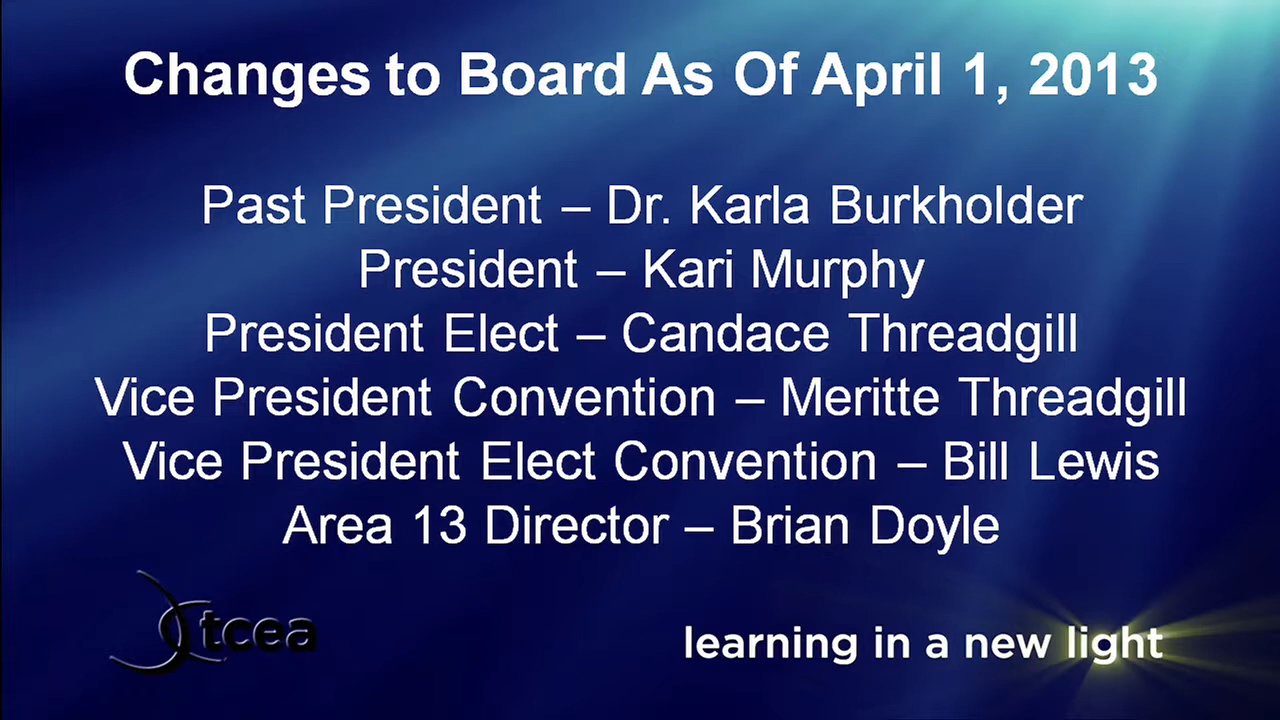 Changes to Board As Of April 1, 2013
Past President – Dr. Karla Burkholder
President – Kari Murphy
President Elect – Candace Threadgill
Vice President Convention – Meritte Threadgill
Vice President Elect Convention – Bill Lewis
Area 13 Director – Brian Doyle
tcea
learning in a new light